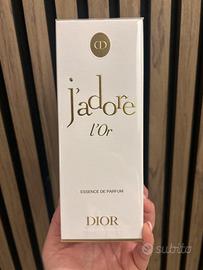 CD
j'adore
l'Or
ESSENCE DE PARFUM
DIOR
subito